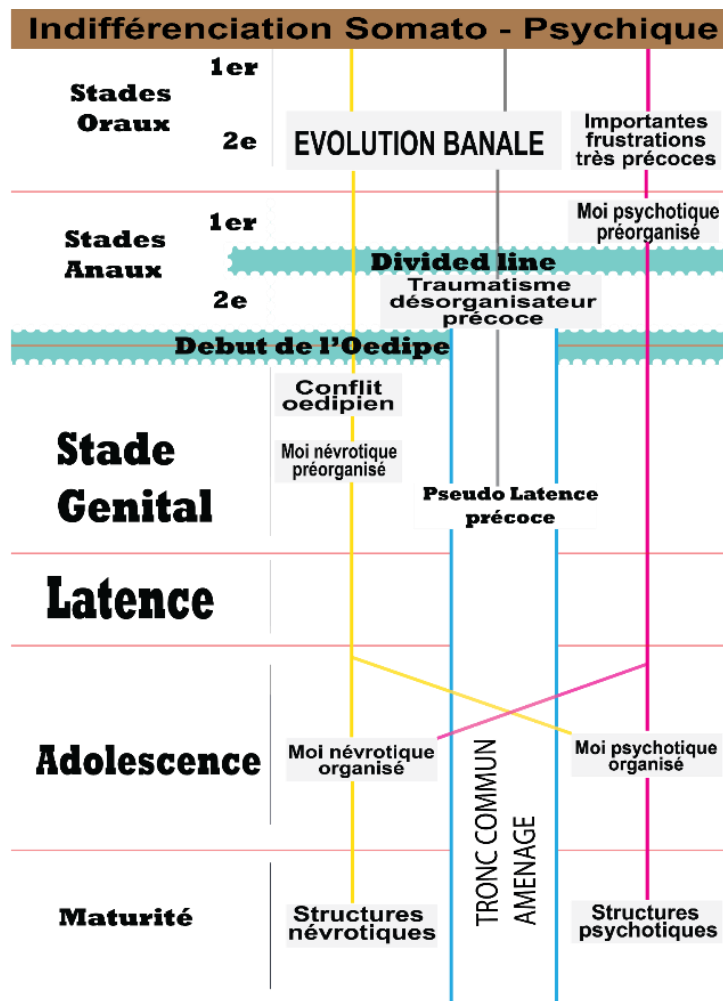 Indifférenciation Somato - Psychique
Stades
Oraux
1er
2e
EVOLUTION BANALE
Importantes
frustrations
très précoces
Stades
Anaux
1er
2e
Moi psychotique
préorganisé
Divided line
Traumatisme
désorganisateur
précoce
Debut de l'Oedipe
Stade
Genital
Conflit
oedipien
Moi névrotique
préorganisé
Pseudo Latence
précoce
Latence
Adolescence
Moi névrotique
organisé
Moi psychotique
organisé
TRONC COMMUN
AMENAGE
Maturité
Structures
névrotiques
Structures
psychotiques